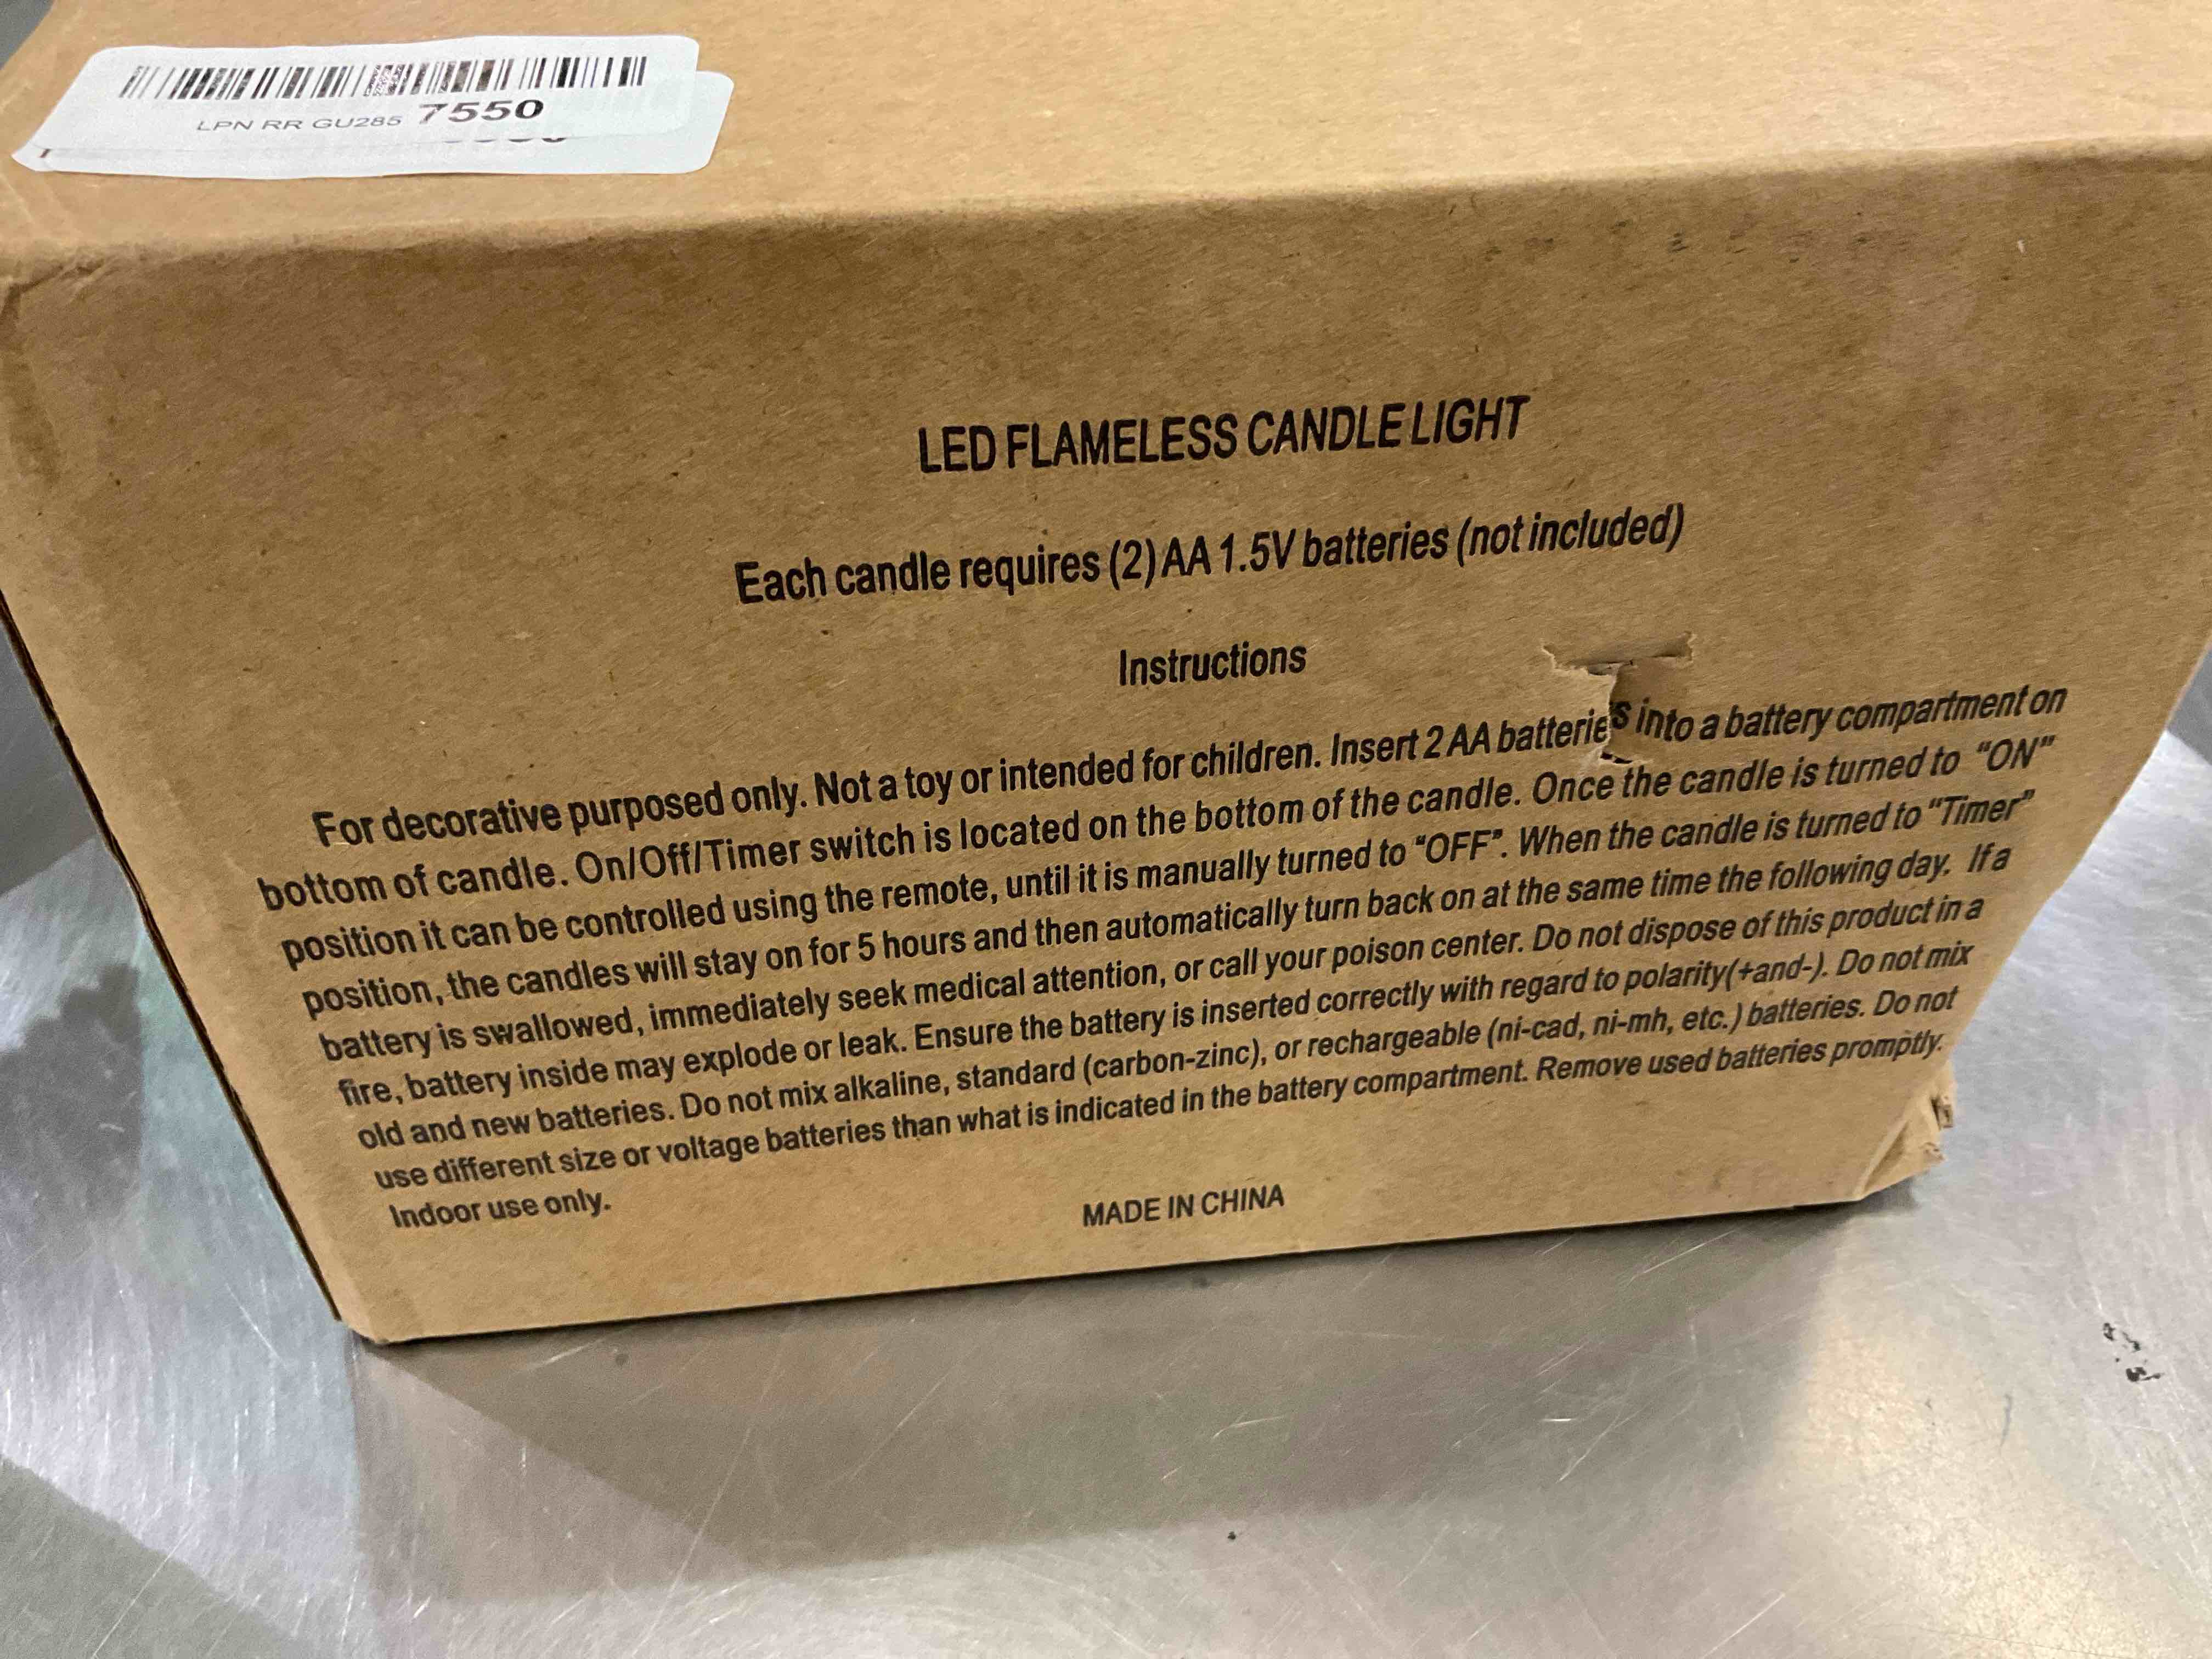 LPN RR GU285 7550
LED FLAMELESS CANDLE LIGHT
Each candle requires (2) AA 1.5V batteries (not included)
Instructions
For decorative purposed only. Not a toy or intended for children. Insert 2 AA batteries into a battery compartment on
bottom of candle. On/Off/Timer switch is located on the bottom of the candle. Once the candle is turned to “ON”
position it can be controlled using the remote, until it is manually turned to “OFF”. When the candle is turned to “Timer”
position, the candles will stay on for 5 hours and then automatically turn back on at the same time the following day. If a
battery is swallowed, immediately seek medical attention, or call your poison center. Do not dispose of this product in a
fire, battery inside may explode or leak. Ensure the battery is inserted correctly with regard to polarity(+and-). Do not mix
old and new batteries. Do not mix alkaline, standard (carbon-zinc), or rechargeable (ni-cad, ni-mh, etc.) batteries. Do not
use different size or voltage batteries than what is indicated in the battery compartment. Remove used batteries promptly.
Indoor use only.
MADE IN CHINA